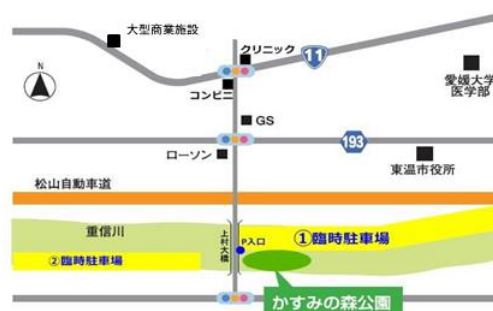 大型商業施設
クリニック
11
N
コンビニ
愛媛大学
医学部
GS
193
ローソン
東温市役所
松山自動車道
重信川
上村大橋
P入口
①臨時駐車場
②臨時駐車場
かすみの森公園